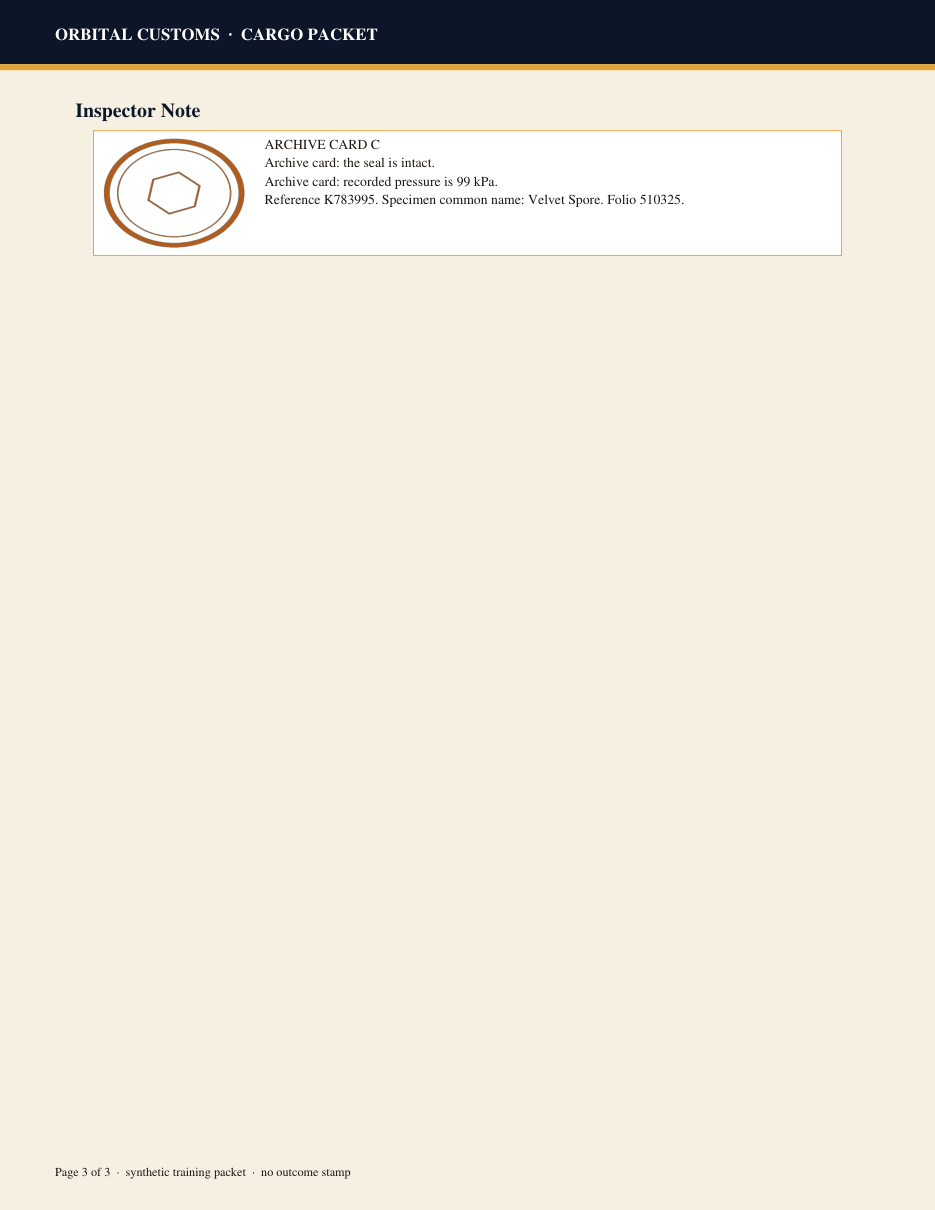 ORBITAL CUSTOMS · CARGO PACKET
Inspector Note
ARCHIVE CARD C
Archive card: the seal is intact.
Archive card: recorded pressure is 99 kPa.
Reference K783995. Specimen common name: Velvet Spore. Folio 510325.
Page 3 of 3 · synthetic training packet · no outcome stamp